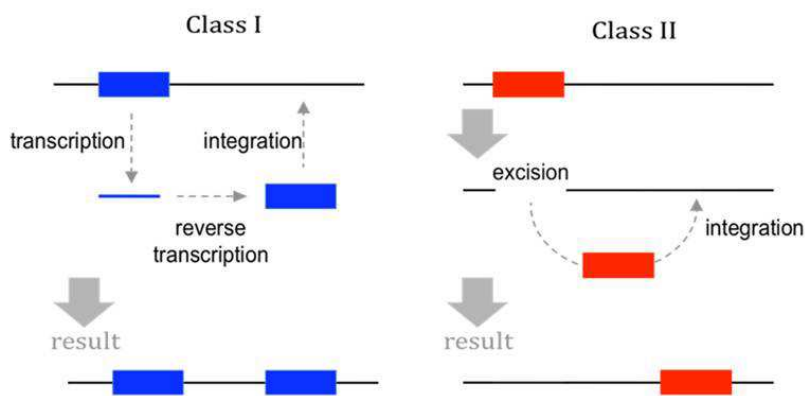 Class I
transcription
integration
reverse
transcription
result
Class II
excision
integration
result